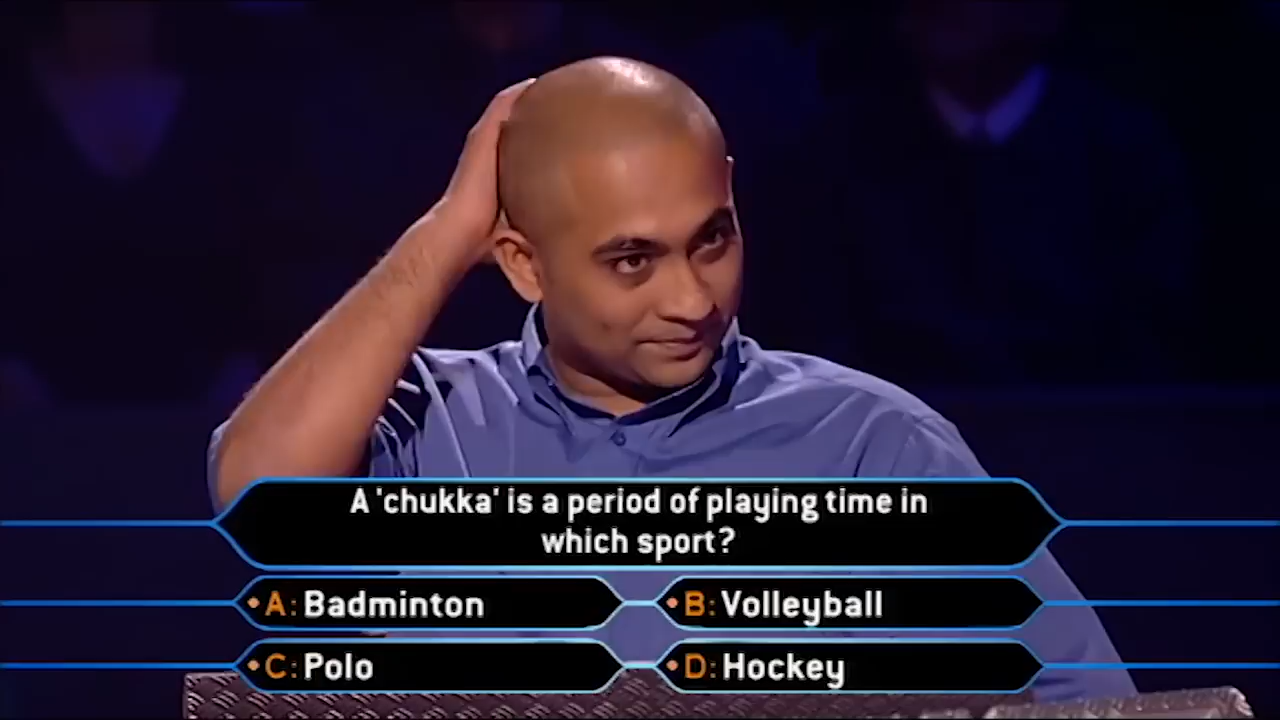 A 'chukka' is a period of playing time in
which sport?
A: Badminton
B: Volleyball
C: Polo
D: Hockey